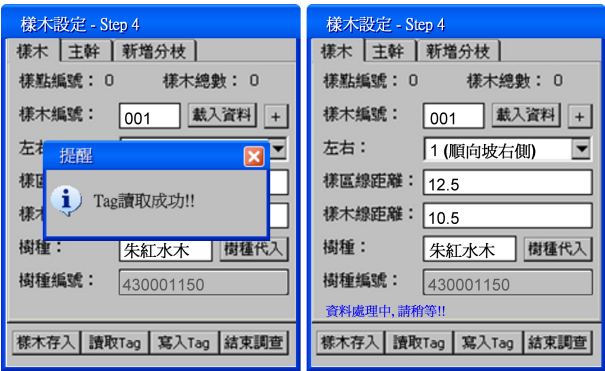 樣木設定 - Step 4
樣木 主幹 新增分枝
樣點編號： 0 樣木總數： 0
樣木編號： 001 載入資料 +
左
提醒
樣
Tag讀取成功!!
樣
樹種： 朱紅水木 樹種代入
樹種編號： 430001150
樣木存入 讀取Tag 寫入Tag 結束調查
樣木設定 - Step 4
樣木 主幹 新增分枝
樣點編號： 0 樣木總數： 0
樣木編號： 001 載入資料 +
左右： 1 (順向坡右側)
樣區線距離： 12.5
樣木線距離： 10.5
樹種： 朱紅水木 樹種代入
樹種編號： 430001150
資料處理中, 請稍等!!
樣木存入 讀取Tag 寫入Tag 結束調查